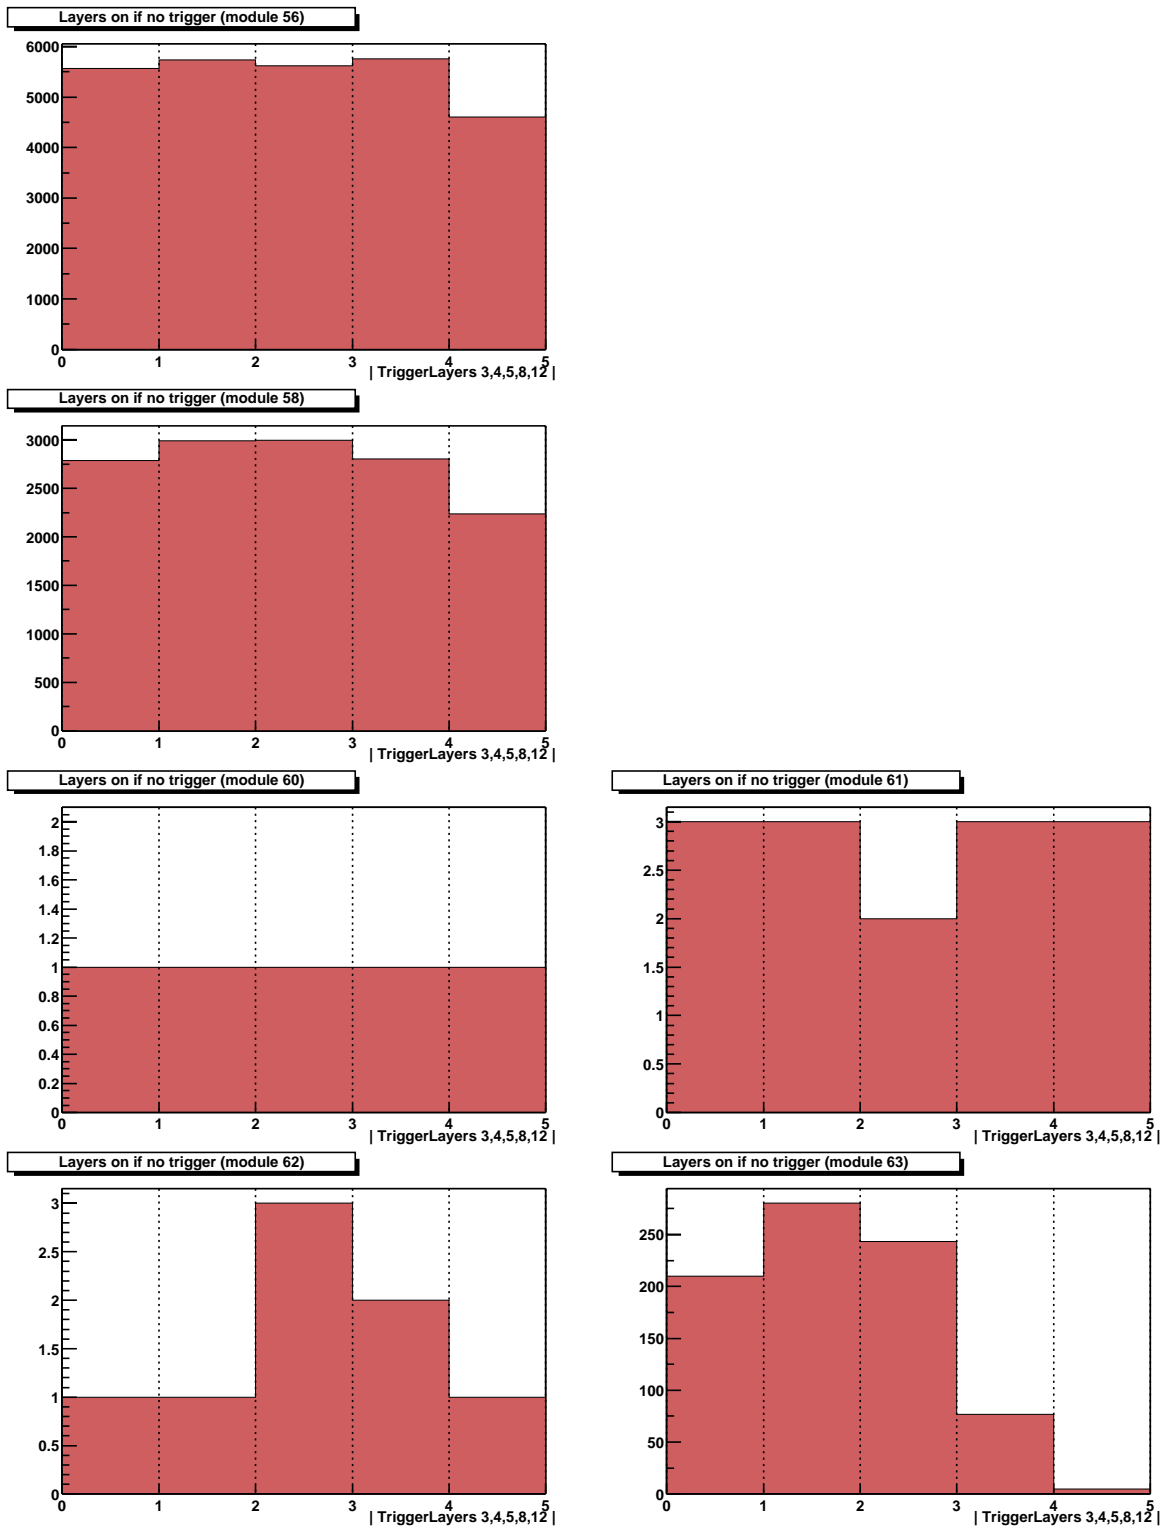 Layers on if no trigger (module 56)
6000
5000
4000
3000
2000
1000
0
0 1 2 3 4 5
| TriggerLayers 3,4,5,8,12 |
Layers on if no trigger (module 58)
3000
2500
2000
1500
1000
500
0
0 1 2 3 4 5
| TriggerLayers 3,4,5,8,12 |
Layers on if no trigger (module 60)
2
1.8
1.6
1.4
1.2
1
0.8
0.6
0.4
0.2
0
0 1 2 3 4 5
| TriggerLayers 3,4,5,8,12 |
Layers on if no trigger (module 61)
3
2.5
2
1.5
1
0.5
0
0 1 2 3 4 5
| TriggerLayers 3,4,5,8,12 |
Layers on if no trigger (module 62)
3
2.5
2
1.5
1
0.5
0
0 1 2 3 4 5
| TriggerLayers 3,4,5,8,12 |
Layers on if no trigger (module 63)
250
200
150
100
50
0
0 1 2 3 4 5
| TriggerLayers 3,4,5,8,12 |